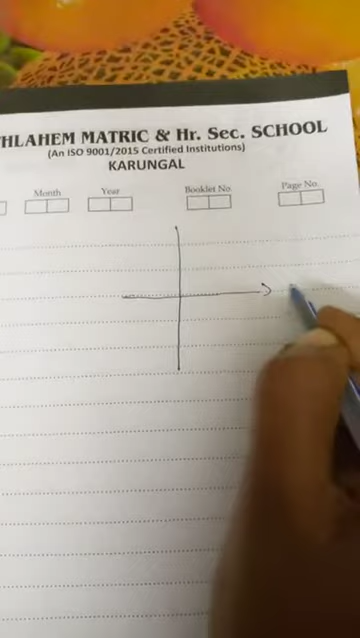 HLAHEM MATRIC & Hr. Sec. SCHOOL
(An ISO 9001/2015 Certified Institutions)
KARUNGAL
Month Year Booklet No. Page No.